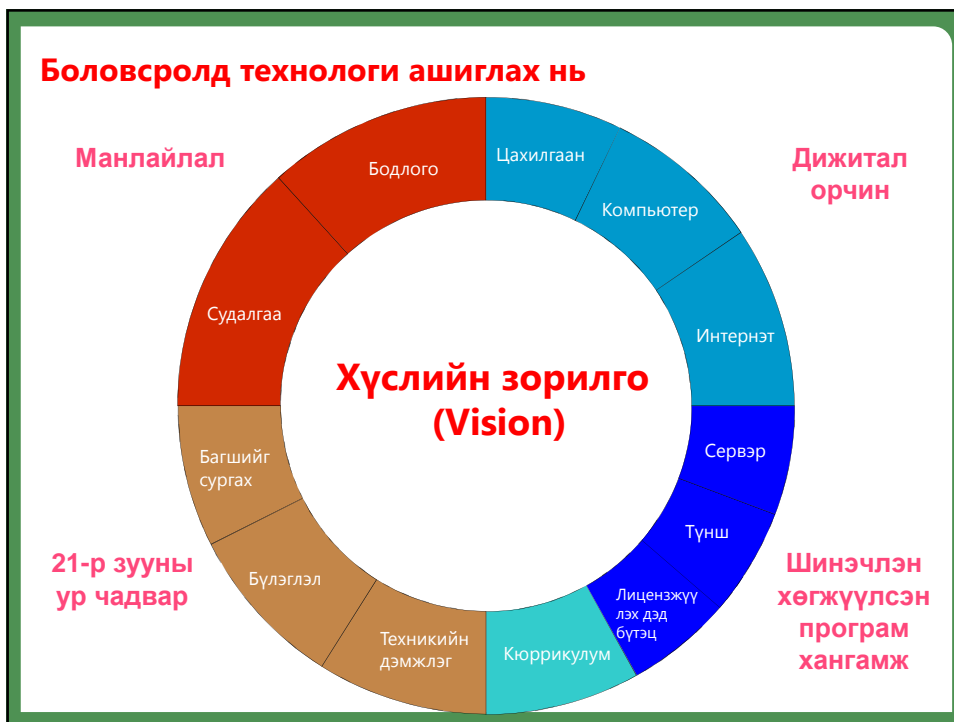 Боловсролд технологи ашиглах нь
Манлайлал
Дижитал
орчин
Цахилгаан
Компьютер
Интернэт
Сервэр
Түнш
Лицензжүү
лэх дэд
бүтэц
Кюррикулум
Техникийн
дэмжлэг
Бүлэглэл
Багшийг
сургах
Судалгаа
Бодлого
Хүслийн зорилго
(Vision)
21-р зууны
ур чадвар
Шинэчлэн
хөгжүүлсэн
програм
хангамж